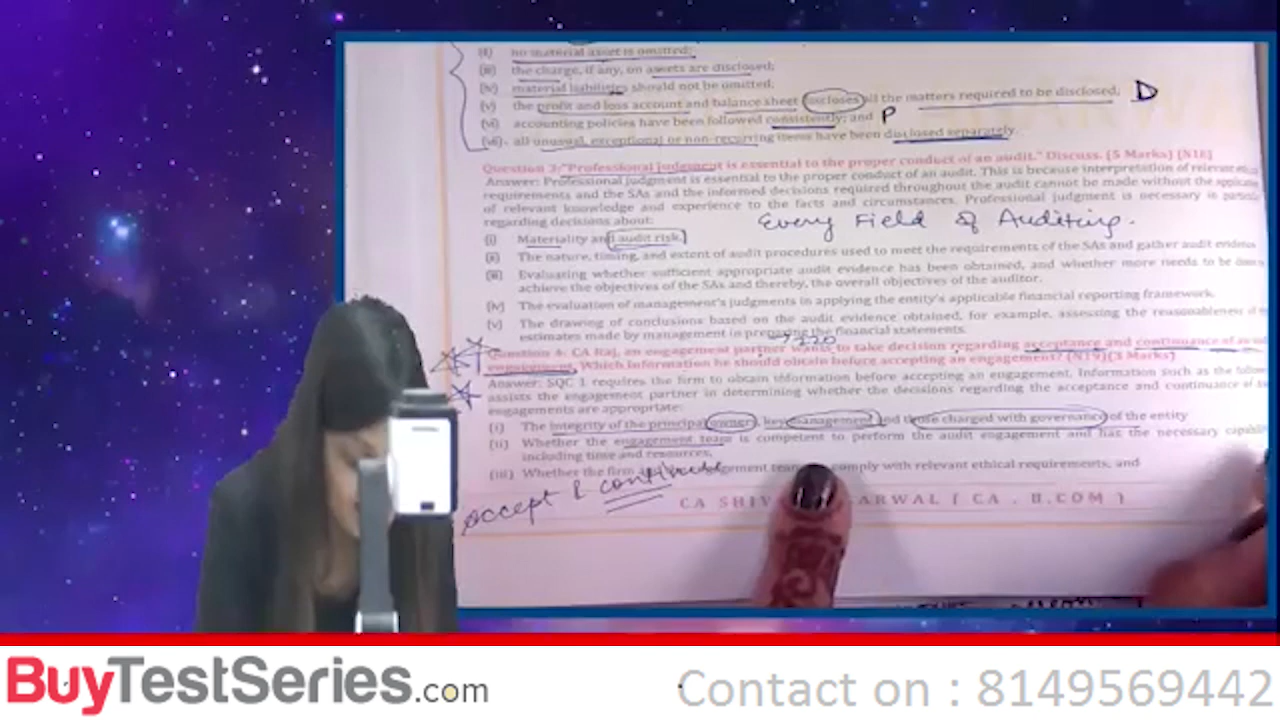 (ii) no material asset is omitted;
(iii) the charge, if any, on assets are disclosed;
(iv) material liabilities should not be omitted;
(v) the profit and loss account and balance sheet discloses all the matters required to be disclosed; D
(vi) accounting policies have been followed consistently; and P
(vii) all unusual, exceptional or non-recurring items have been disclosed separately.
Question 3: "Professional judgment is essential to the proper conduct of an audit." Discuss. (5 Marks) [N18]
Answer: Professional judgment is essential to the proper conduct of an audit. This is because interpretation of relevant
requirements and the SAs and the informed decisions required throughout the audit cannot be made without the
of relevant knowledge and experience to the facts and circumstances. Professional judgment is necessary in
regarding decisions about:
Every Field of Auditing.
(i) Materiality and audit risk.
(ii) The nature, timing, and extent of audit procedures used to meet the requirements of the SAs and gather audit
(iii) Evaluating whether sufficient appropriate audit evidence has been obtained, and whether more needs to be
achieve the objectives of the SAs and thereby, the overall objectives of the auditor.
(iv) The evaluation of management's judgments in applying the entity's applicable financial reporting framework.
(v) The drawing of conclusions based on the audit evidence obtained, for example, assessing the reasonableness
estimates made by management in preparing the financial statements.
220
Question 4: CA Raj, an engagement partner wants to take decision regarding acceptance and continuance of
engagement. Which information he should obtain before accepting an engagement? (N19)(3 Marks)
Answer: SQC 1 requires the firm to obtain information before accepting an engagement. Information such as the
assists the engagement partner in determining whether the decisions regarding the acceptance and continuance of
engagements are appropriate:
(i) The integrity of the principal owners, key management and those charged with governance of the entity
(ii) Whether the engagement team is competent to perform the audit engagement and has the necessary
including time and resources,
(iii) Whether the firm comply with relevant ethical requirements, and
Accept & continue
CA SHIV ARWAL ( CA . B.COM )
BuyTestSeries.com
Contact on : 8149569442